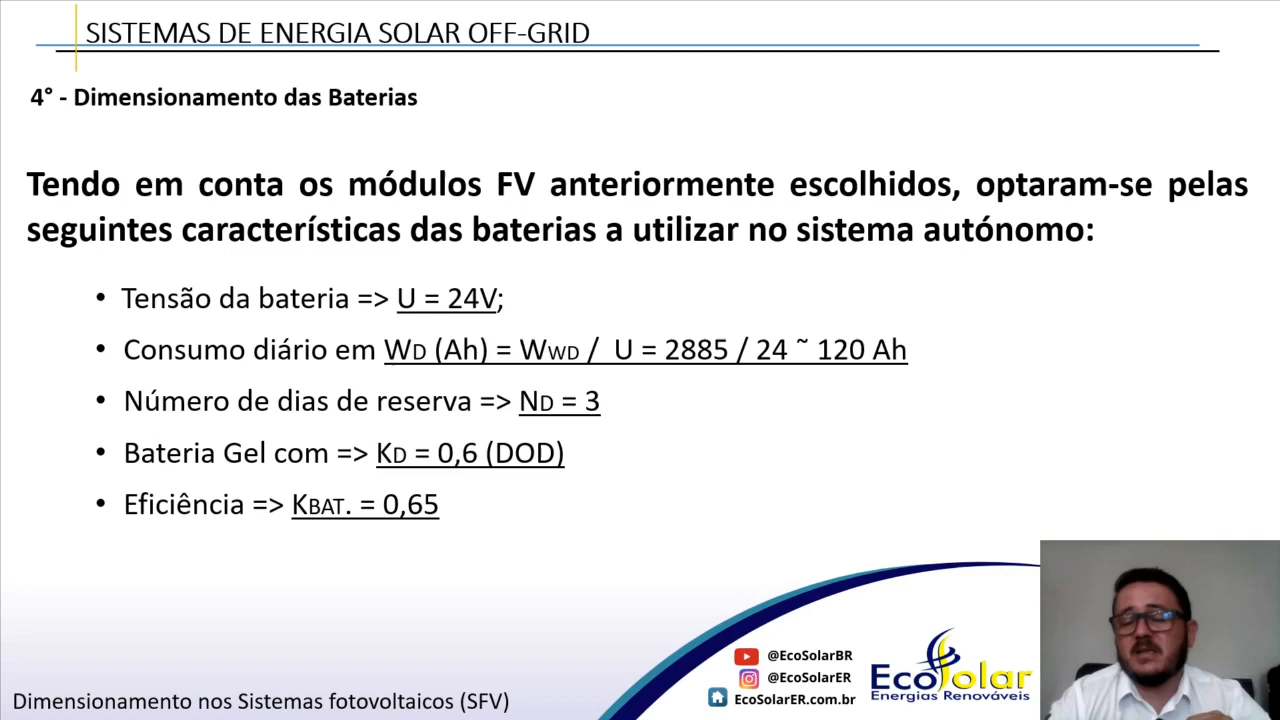 SISTEMAS DE ENERGIA SOLAR OFF-GRID
4° - Dimensionamento das Baterias
Tendo em conta os módulos FV anteriormente escolhidos, optaram-se pelas
seguintes características das baterias a utilizar no sistema autónomo:
• Tensão da bateria => U = 24V;
• Consumo diário em WD (Ah) = WWD / U = 2885 / 24 ~ 120 Ah
• Número de dias de reserva => ND = 3
• Bateria Gel com => KD = 0,6 (DOD)
• Eficiência => KBAT. = 0,65
@EcoSolarBR
@EcoSolarER
EcoSolarER.com.br
EcoSolar
Energias Renováveis
Dimensionamento nos Sistemas fotovoltaicos (SFV)